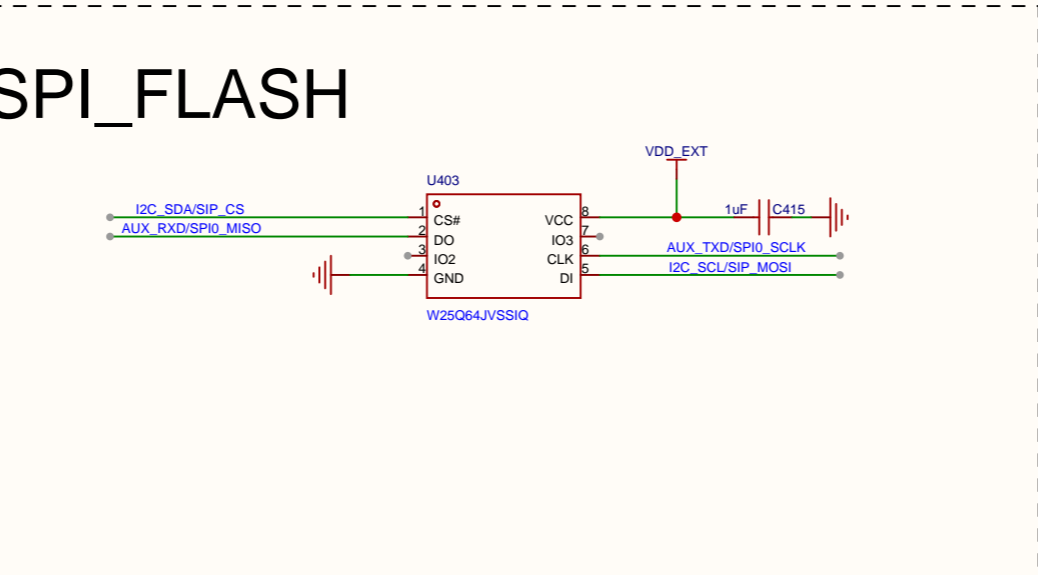 SPI_FLASH
VDD_EXT
U403
I2C_SDA/SIP_CS
1
CS#
VCC
8
1uF
C415
AUX_RXD/SPI0_MISO
2
DO
IO3
7
3
IO2
CLK
6
AUX_TXD/SPI0_SCLK
4
GND
DI
5
I2C_SCL/SIP_MOSI
W25Q64JVSSIQ